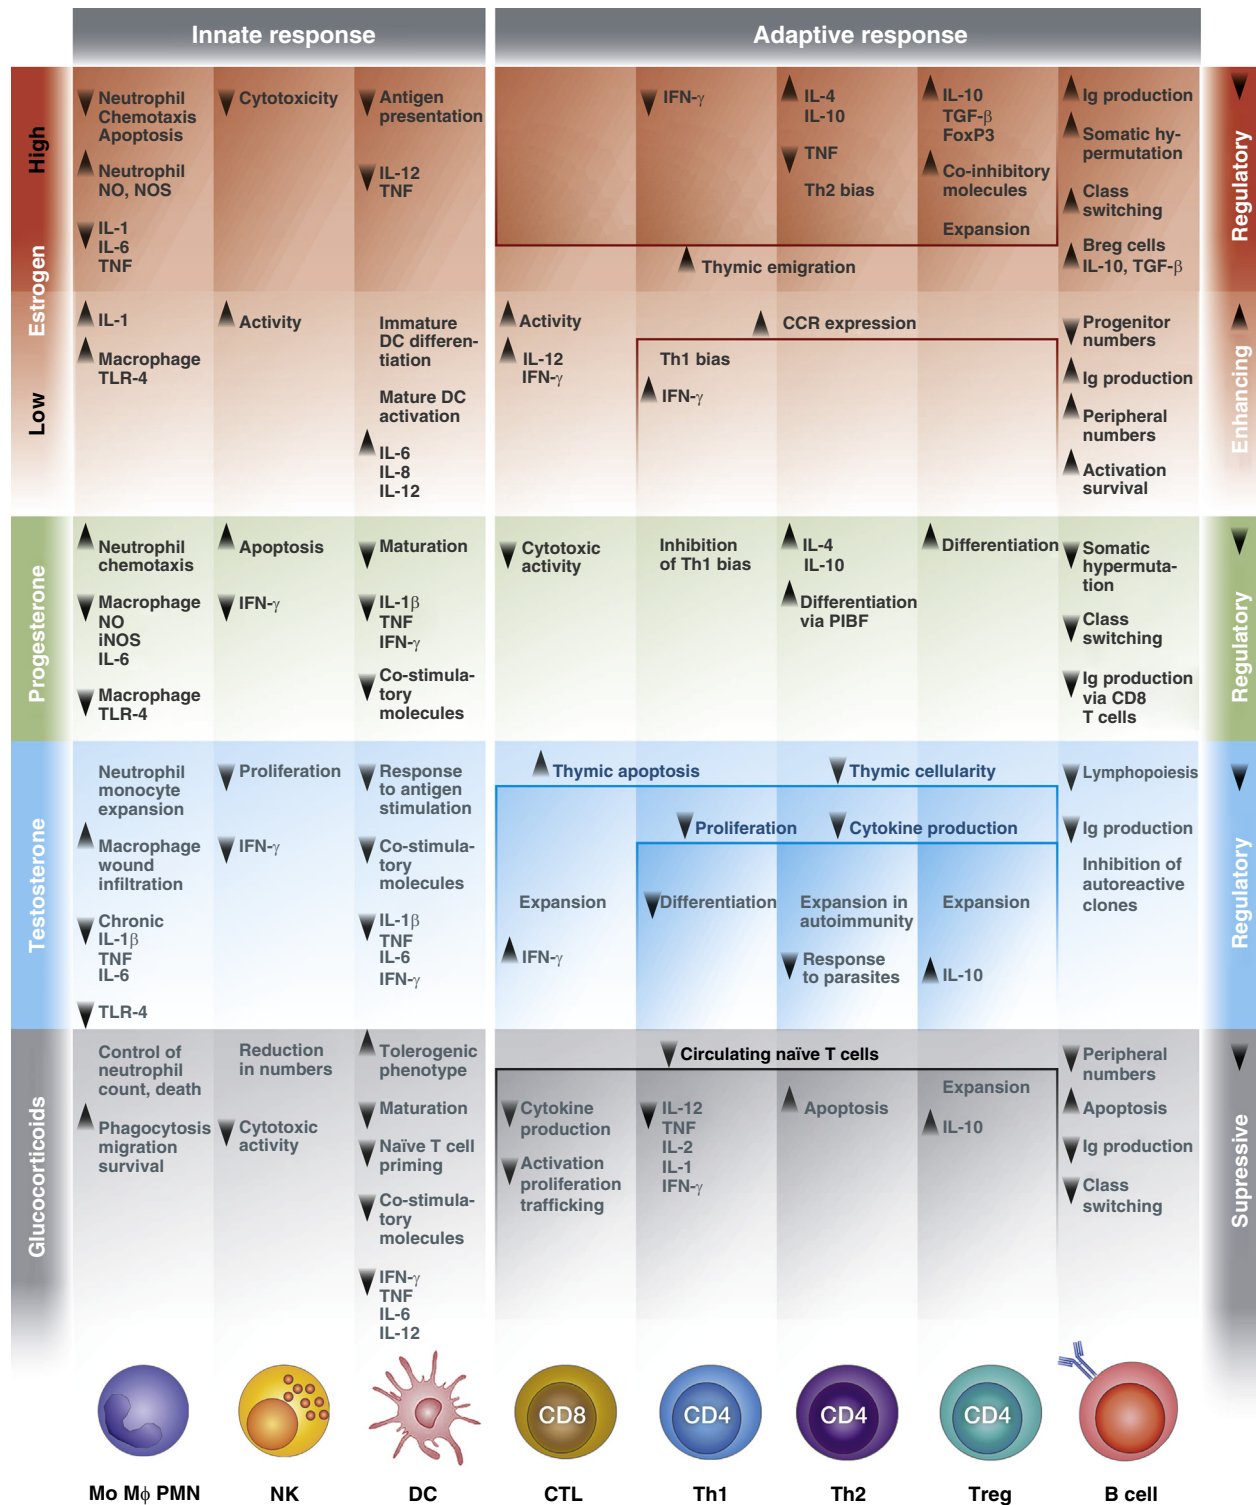 Innate response
Adaptive response
Estrogen
High
Neutrophil
Chemotaxis
Apoptosis
Neutrophil
NO, NOS
IL-1
IL-6
TNF
Cytotoxicity
Antigen
presentation
IL-12
TNF
IFN-γ
IL-4
IL-10
TNF
Th2 bias
IL-10
TGF-β
FoxP3
Co-inhibitory
molecules
Expansion
Thymic emigration
Ig production
Somatic hy-
permutation
Class
switching
Breg cells
IL-10, TGF-β
Regulatory
Low
IL-1
Macrophage
TLR-4
Activity
Immature
DC differen-
tiation
Mature DC
activation
IL-6
IL-8
IL-12
Activity
IL-12
IFN-γ
CCR expression
Th1 bias
IFN-γ
Progenitor
numbers
Ig production
Peripheral
numbers
Activation
survival
Enhancing
Progesterone
Neutrophil
chemotaxis
Macrophage
NO
iNOS
IL-6
Macrophage
TLR-4
Apoptosis
IFN-γ
Maturation
IL-1β
TNF
IFN-γ
Co-stimula-
tory
molecules
Cytotoxic
activity
Inhibition
of Th1 bias
IL-4
IL-10
Differentiation
via PIBF
Differentiation
Somatic
hypermuta-
tion
Class
switching
Ig production
via CD8
T cells
Regulatory
Testosterone
Neutrophil
monocyte
expansion
Macrophage
wound
infiltration
Chronic
IL-1β
TNF
IL-6
TLR-4
Proliferation
IFN-γ
Response
to antigen
stimulation
Co-stimula-
tory
molecules
IL-1β
TNF
IL-6
IFN-γ
Thymic apoptosis
Thymic cellularity
Proliferation
Cytokine production
Expansion
IFN-γ
Differentiation
Expansion in
autoimmunity
Response
to parasites
Expansion
IL-10
Lymphopoiesis
Ig production
Inhibition of
autoreactive
clones
Regulatory
Glucocorticoids
Control of
neutrophil
count, death
Phagocytosis
migration
survival
Reduction
in numbers
Cytotoxic
activity
Tolerogenic
phenotype
Maturation
Naïve T cell
priming
Co-stimula-
tory
molecules
IFN-γ
TNF
IL-6
IL-12
Circulating naïve T cells
Cytokine
production
Activation
proliferation
trafficking
IL-12
TNF
IL-2
IL-1
IFN-γ
Apoptosis
Expansion
IL-10
Peripheral
numbers
Apoptosis
Ig production
Class
switching
Supressive
CD8
CD4
CD4
CD4
Mo Mϕ PMN
NK
DC
CTL
Th1
Th2
Treg
B cell